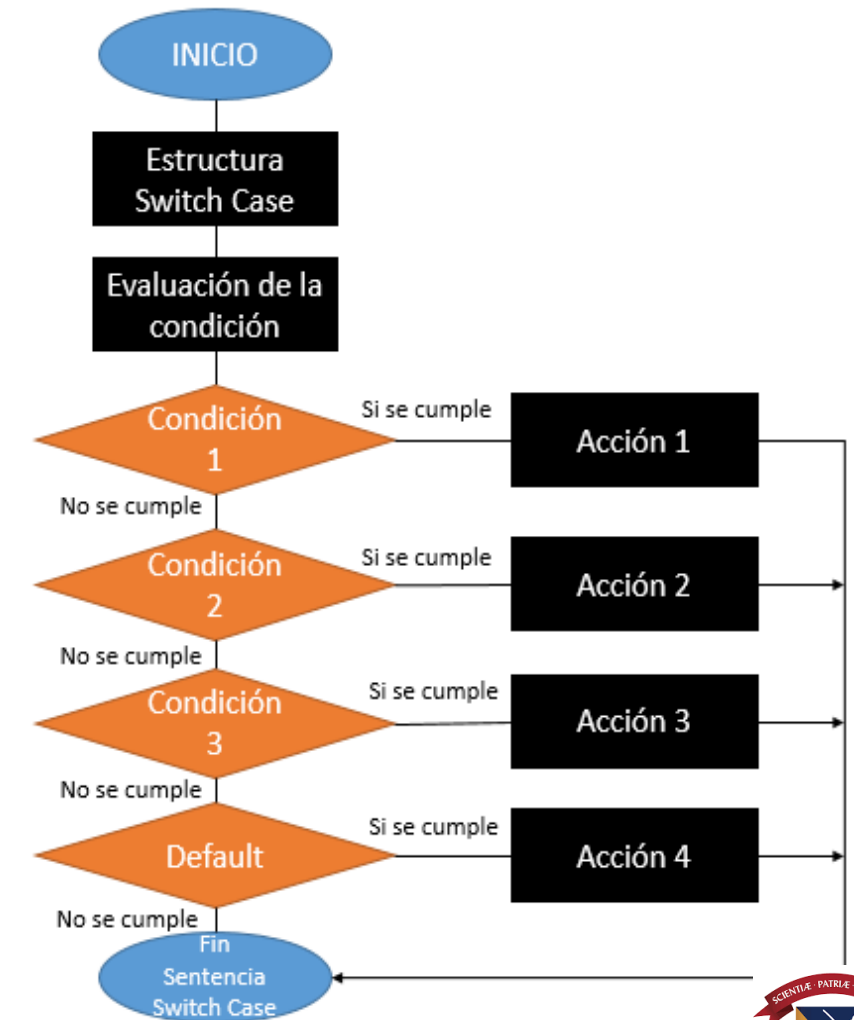 INICIO
Estructura
Switch Case
Evaluación de la
condición
Condición
1
Si se cumple
Acción 1
No se cumple
Condición
2
Si se cumple
Acción 2
No se cumple
Condición
3
Si se cumple
Acción 3
No se cumple
Default
Si se cumple
Acción 4
No se cumple
Fin
Sentencia
Switch Case
SCIENTIÆ · PATRIÆ ·